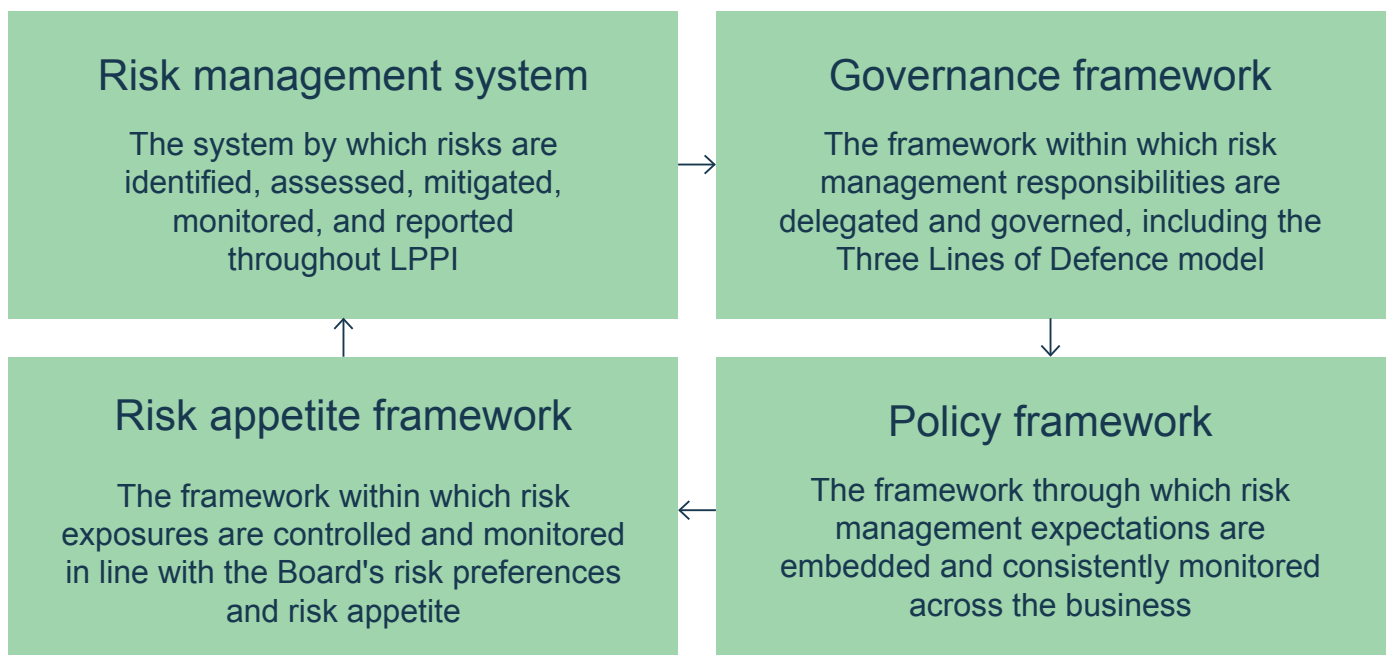 Risk management system
The system by which risks are
identified, assessed, mitigated,
monitored, and reported
throughout LPPI
Governance framework
The framework within which risk
management responsibilities are
delegated and governed, including the
Three Lines of Defence model
Risk appetite framework
The framework within which risk
exposures are controlled and monitored
in line with the Board's risk preferences
and risk appetite
Policy framework
The framework through which risk
management expectations are
embedded and consistently monitored
across the business